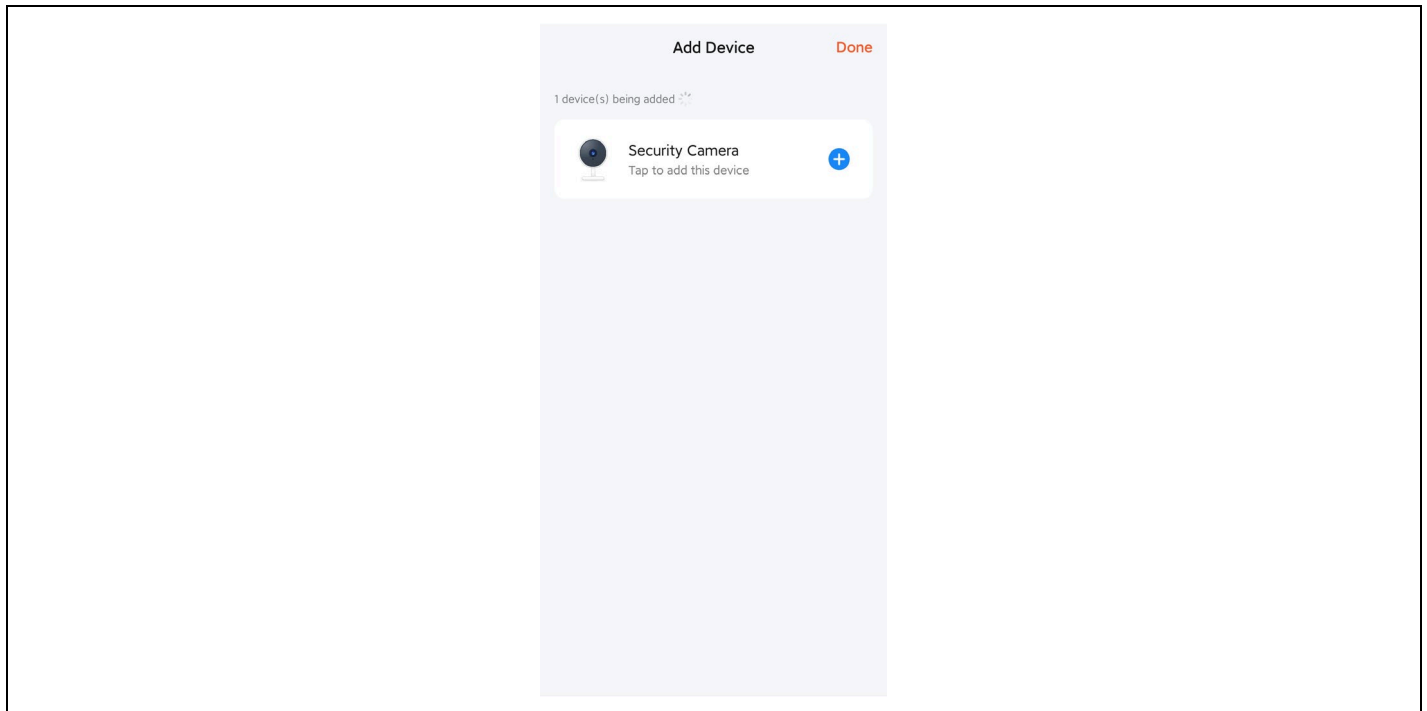 Add Device
Done
1 device(s) being added
Security Camera
Tap to add this device